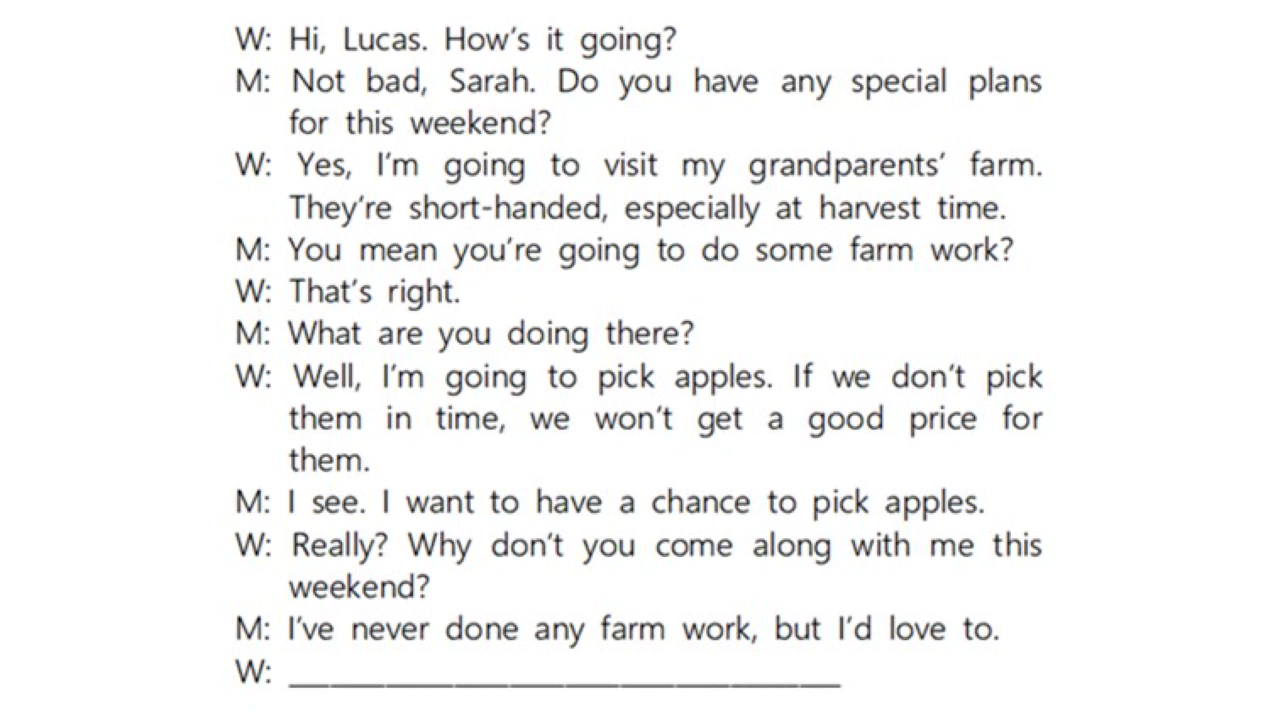 W: Hi, Lucas. How's it going?
M: Not bad, Sarah. Do you have any special plans
for this weekend?
W: Yes, I'm going to visit my grandparents' farm.
They're short-handed, especially at harvest time.
M: You mean you're going to do some farm work?
W: That's right.
M: What are you doing there?
W: Well, I'm going to pick apples. If we don't pick
them in time, we won't get a good price for
them.
M: I see. I want to have a chance to pick apples.
W: Really? Why don't you come along with me this
weekend?
M: I've never done any farm work, but I'd love to.
W: ________________________________